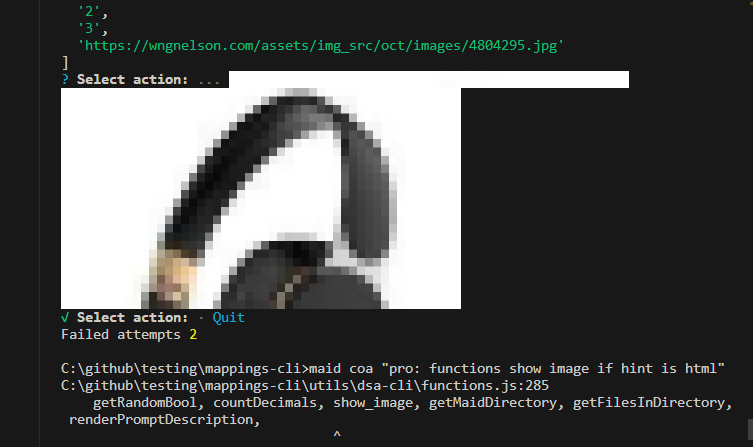 '2',
'3',
'https://wngnelson.com/assets/img_src/oct/images/4804295.jpg'
]
? Select action: ...
√ Select action: · Quit
Failed attempts 2
C:\github\testing\mappings-cli>maid coa "pro: functions show image if hint is html"
C:\github\testing\mappings-cli\utils\dsa-cli\functions.js:285
getRandomBool, countDecimals, show_image, getMaidDirectory, getFilesInDirectory,
renderPromptDescription,
^